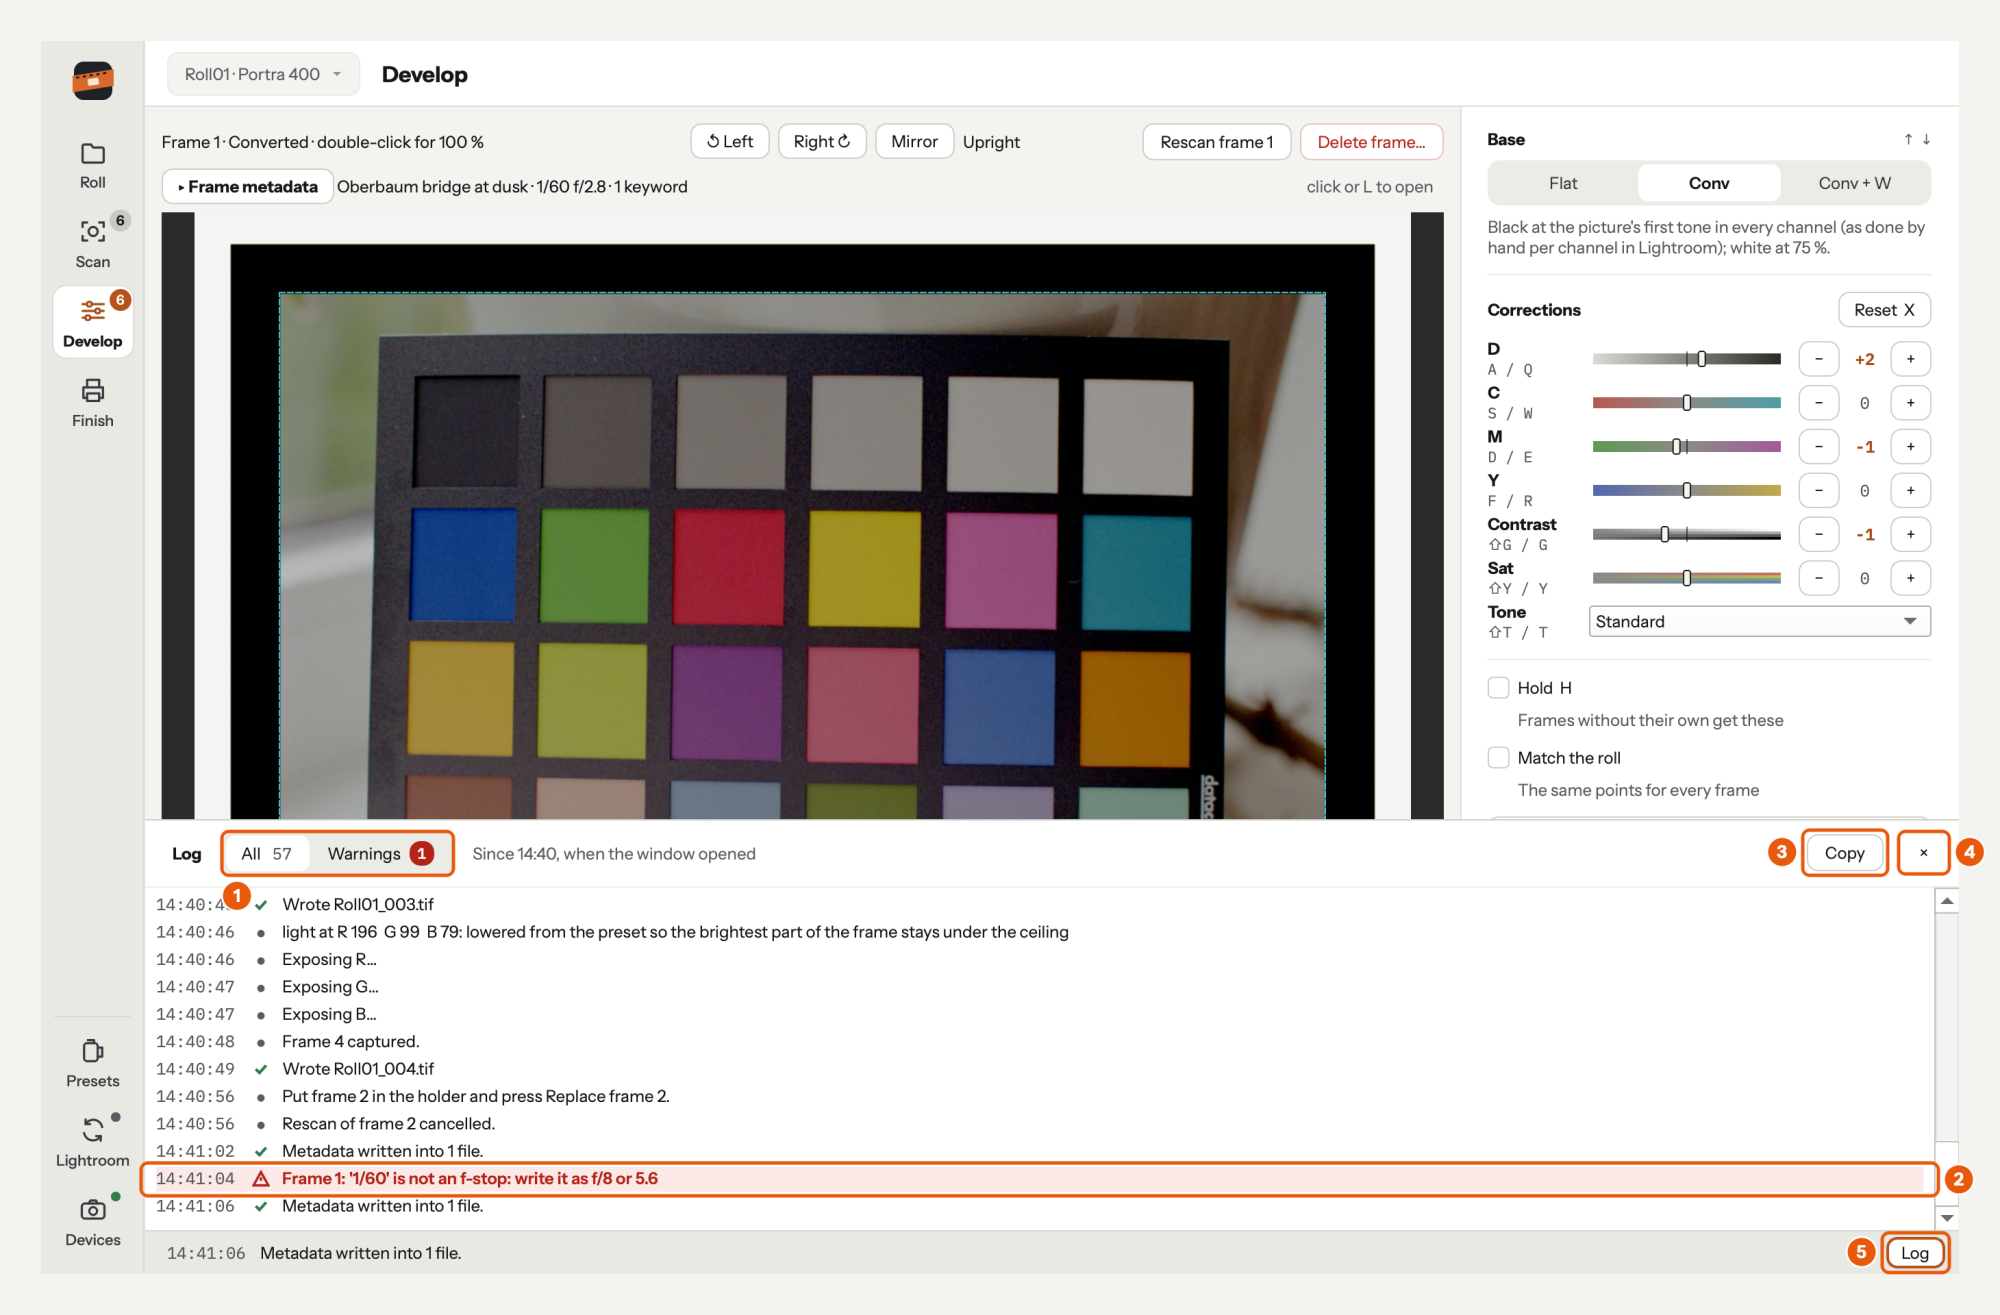 Roll01 · Portra 400
Develop
Roll
6
Scan
6
Develop
Finish
Presets
Lightroom
Devices
Frame 1 · Converted · double-click for 100 %
Left
Right
Mirror
Upright
Rescan frame 1
Delete frame...
Frame metadata
Oberbaum bridge at dusk · 1/60 f/2.8 · 1 keyword
click or L to open
Base
↑ ↓
Flat
Conv
Conv + W
Black at the picture's first tone in every channel (as done by
hand per channel in Lightroom); white at 75 %.
Corrections
Reset X
D
A / Q
− +2 +
C
S / W
− 0 +
M
D / E
− -1 +
Y
F / R
− 0 +
Contrast
⇧G / G
− -1 +
Sat
⇧Y / Y
− 0 +
Tone
⇧T / T
Standard
Hold H
Frames without their own get these
Match the roll
The same points for every frame
Log
All 57
Warnings 1
Since 14:40, when the window opened
3
Copy
×
4
1
Wrote Roll01_003.tif
14:40:46 • light at R 196 G 99 B 79: lowered from the preset so the brightest part of the frame stays under the ceiling
14:40:46 • Exposing R...
14:40:47 • Exposing G...
14:40:47 • Exposing B...
14:40:48 • Frame 4 captured.
14:40:49 ✓ Wrote Roll01_004.tif
14:40:56 • Put frame 2 in the holder and press Replace frame 2.
14:40:56 • Rescan of frame 2 cancelled.
14:41:02 ✓ Metadata written into 1 file.
14:41:04 Frame 1: '1/60' is not an f-stop: write it as f/8 or 5.6
2
14:41:06 ✓ Metadata written into 1 file.
14:41:06 Metadata written into 1 file.
5
Log